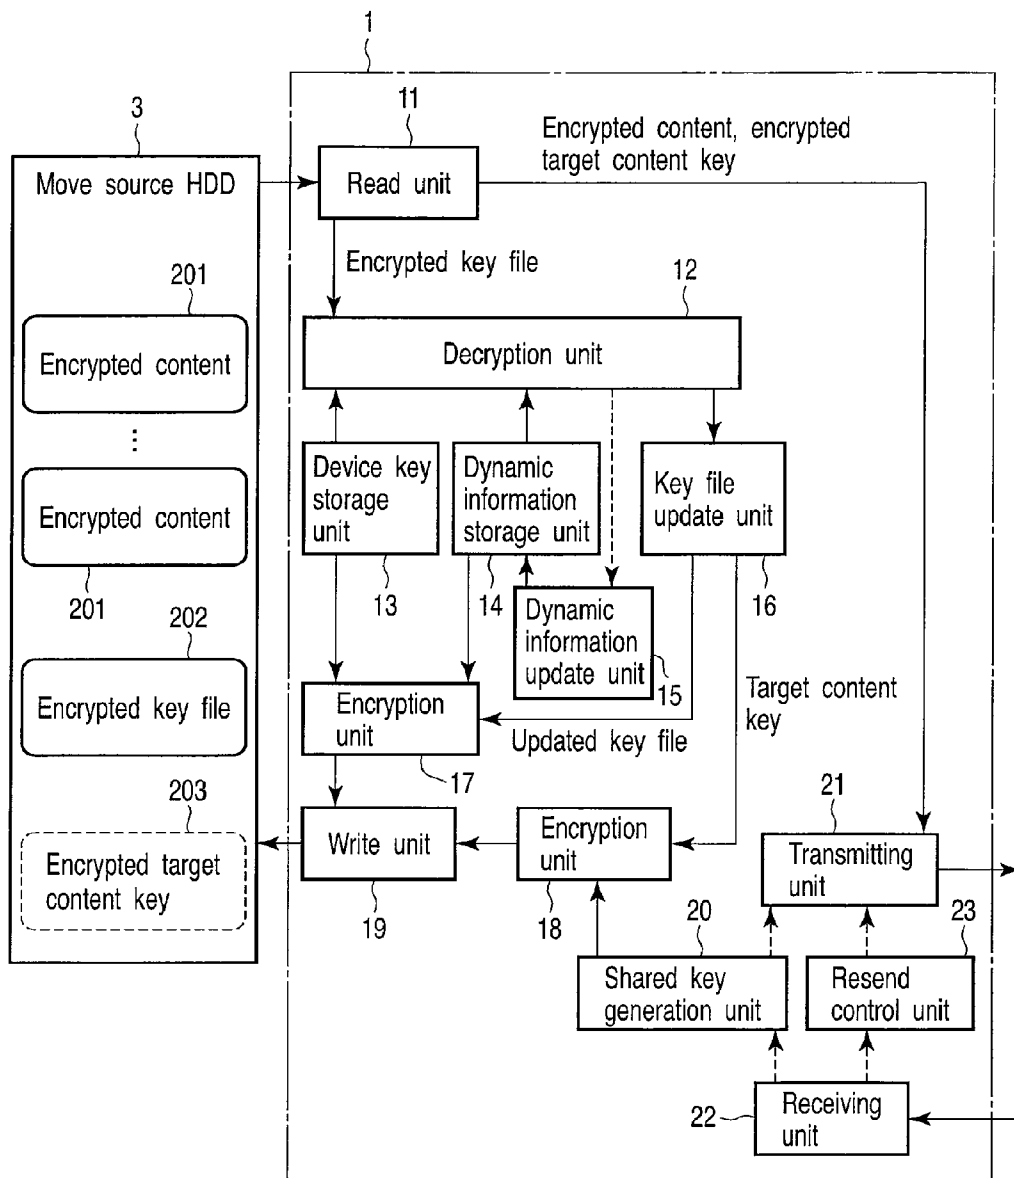 1
3
11
Encrypted content, encrypted
target content key
Move source HDD
Read unit
Encrypted key file
201
12
Encrypted content
Decryption unit
⋮
Encrypted content
Device key
storage
unit
Dynamic
information
storage unit
Key file
update unit
201
13
14
16
202
Dynamic
information
update unit
15
Encrypted key file
Encryption
unit
Updated key file
Target content
key
17
203
21
Encrypted target
content key
Write unit
Encryption
unit
Transmitting
unit
19
18
20
23
Shared key
generation unit
Resend
control unit
22
Receiving
unit